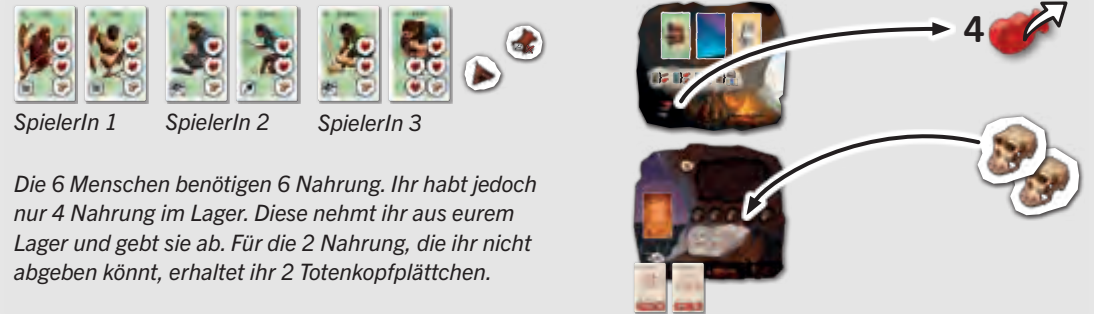 SpielerIn 1
SpielerIn 2
SpielerIn 3
4
Die 6 Menschen benötigen 6 Nahrung. Ihr habt jedoch
nur 4 Nahrung im Lager. Diese nehmt ihr aus eurem
Lager und gebt sie ab. Für die 2 Nahrung, die ihr nicht
abgeben könnt, erhaltet ihr 2 Totenkopfplättchen.